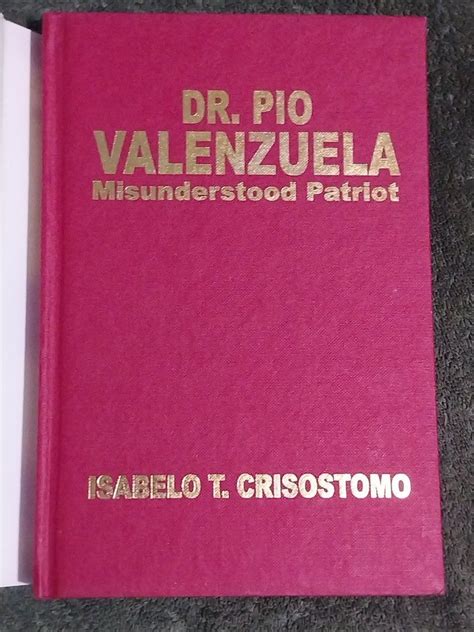 DR. PIO
VALENZUELA
Misunderstood Patriot
ISABELO T. CRISOSTOMO